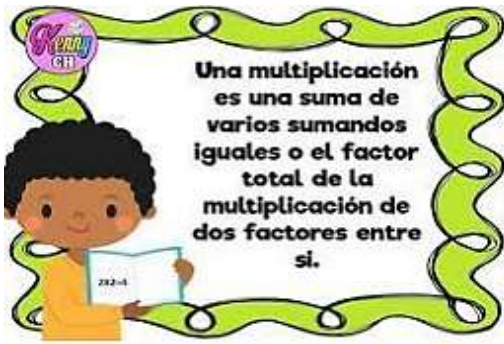 Kenny
CH
Una multiplicación
es una suma de
varios sumandos
iguales o el factor
total de la
multiplicación de
dos factores entre
si.
2X2=4